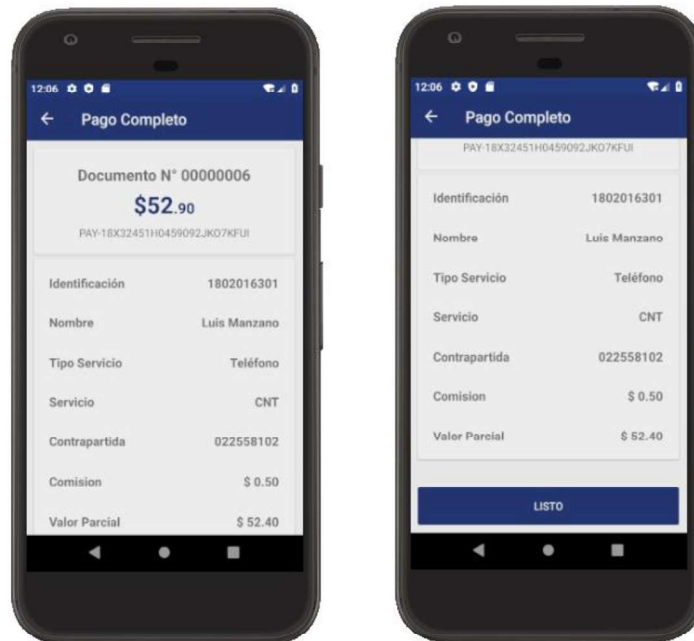 12:06
Pago Completo
Documento N° 00000006
$52.90
PAY-18X32451H0459092JKO7KFUI
Identificación 1802016301
Nombre Luis Manzano
Tipo Servicio Teléfono
Servicio CNT
Contrapartida 022558102
Comision $ 0.50
Valor Parcial $ 52.40
12:06
Pago Completo
PAY-18X32451H0459092JKO7KFUI
Identificación 1802016301
Nombre Luis Manzano
Tipo Servicio Teléfono
Servicio CNT
Contrapartida 022558102
Comision $ 0.50
Valor Parcial $ 52.40
LISTO